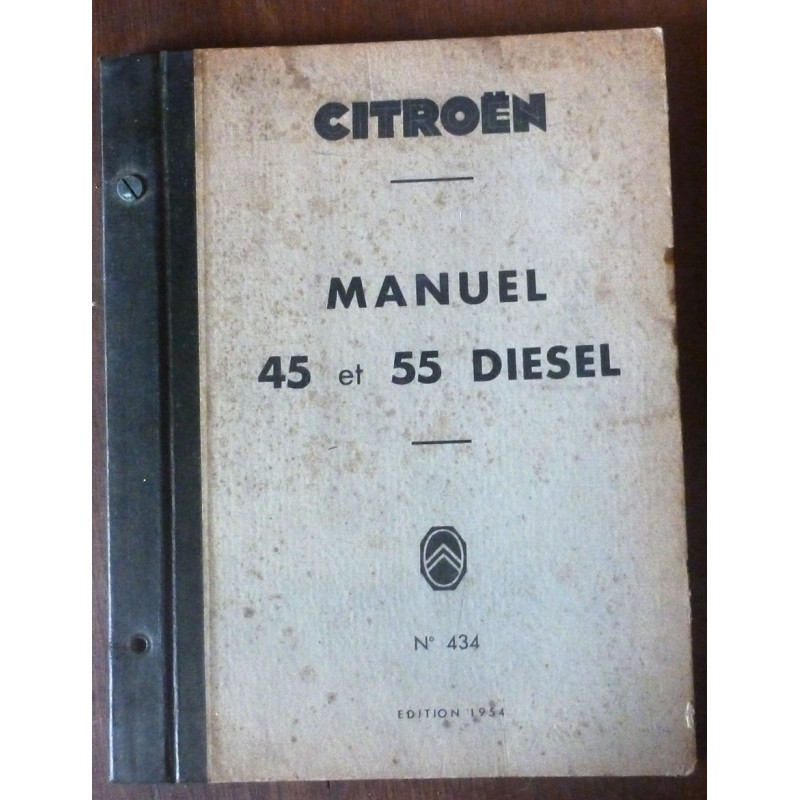 CITROËN
MANUEL
45 et 55 DIESEL
N° 434
EDITION 1954